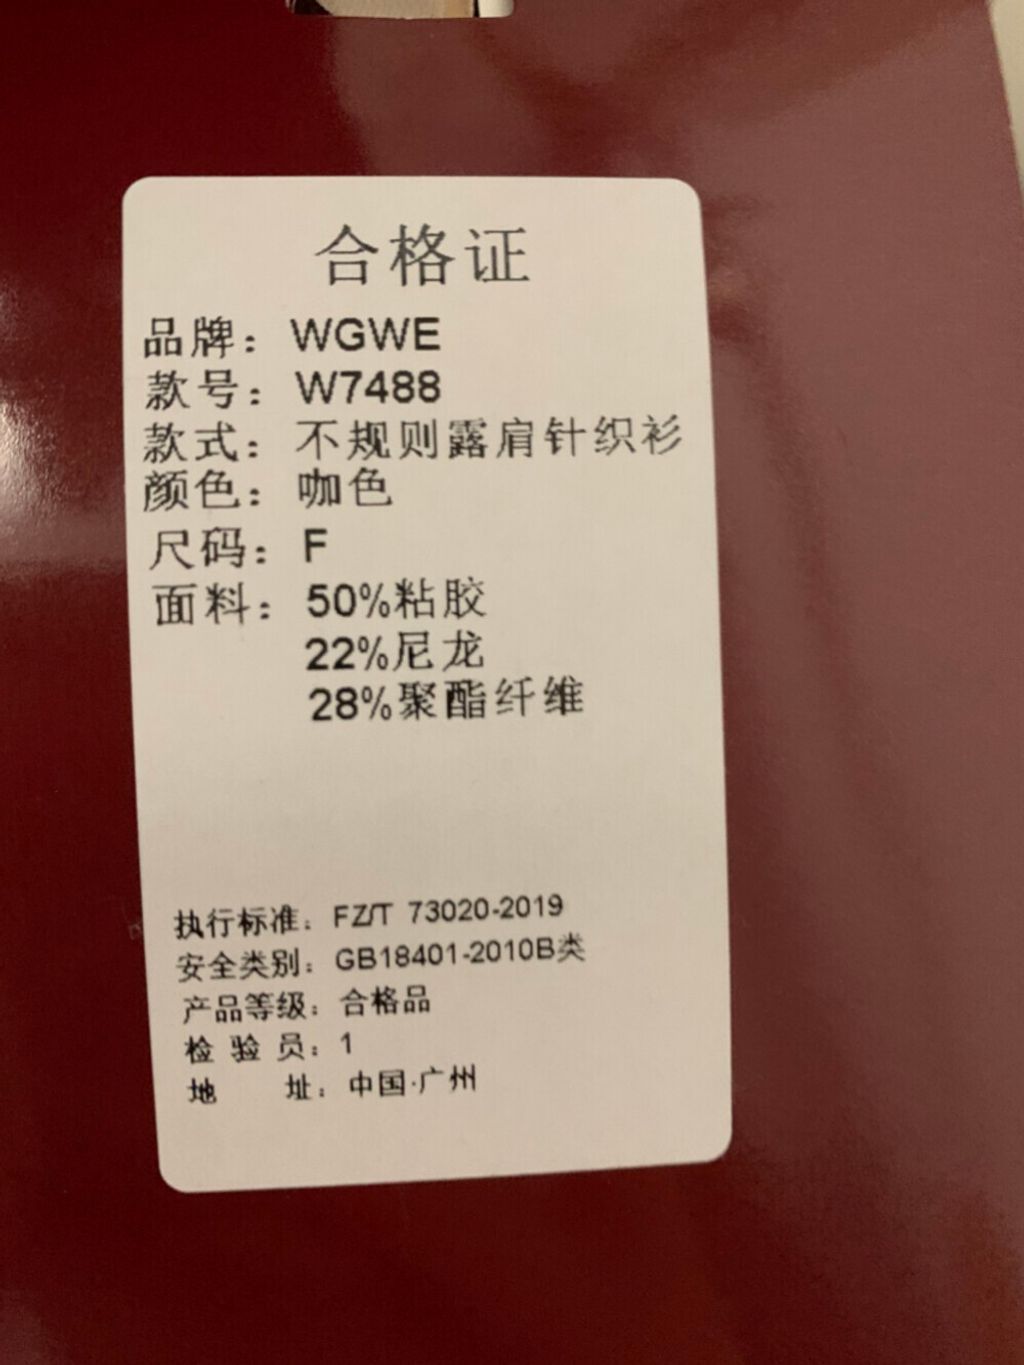 合格证
品牌：WGWE
款号：W7488
款式：不规则露肩针织衫
颜色：咖色
尺码：F
面料：50%粘胶
22%尼龙
28%聚酯纤维
执行标准：FZ/T 73020-2019
安全类别：GB18401-2010B类
产品等级：合格品
检 验 员：1
地 址：中国·广州